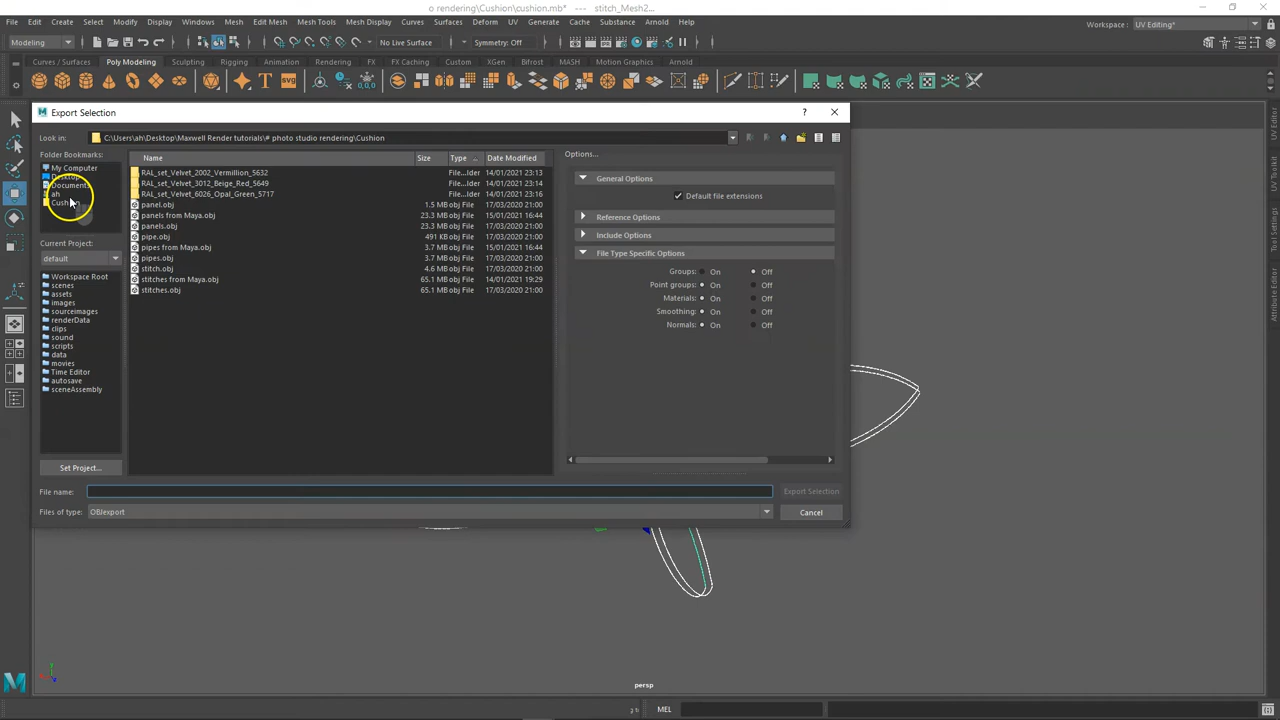 o rendering\Cushion\cushion.mb* --- stitch_Mesh2...
File Edit Create Select Modify Display Windows Mesh Edit Mesh Mesh Tools Mesh Display Curves Surfaces Deform UV Generate Cache Substance Arnold Help
Workspace : UV Editing*
Modeling No Live Surface Symmetry: Off
Curves / Surfaces Poly Modeling Sculpting Rigging Animation Rendering FX FX Caching Custom XGen Bifrost MASH Motion Graphics Arnold
SVG
Export Selection ?
Look in: C:\Users\ah\Desktop\Maxwell Render tutorials\# photo studio rendering\Cushion
Folder Bookmarks:
My Computer
Desktop
Documents
ah
Name Size Type Date Modified
RAL_set_Velvet_2002_Vermillion_5632 File...lder 14/01/2021 23:13
RAL_set_Velvet_3012_Beige_Red_5649 File...lder 14/01/2021 23:14
RAL_set_Velvet_6026_Opal_Green_5717 File...lder 14/01/2021 23:16
panel.obj 1.5 MB obj File 17/03/2020 21:00
panels from Maya.obj 23.3 MB obj File 15/01/2021 16:44
panels.obj 23.3 MB obj File 17/03/2020 21:00
pipe.obj 491 KB obj File 17/03/2020 21:00
pipes from Maya.obj 3.7 MB obj File 15/01/2021 16:44
pipes.obj 3.7 MB obj File 17/03/2020 21:00
stitch.obj 4.6 MB obj File 17/03/2020 21:00
stitches from Maya.obj 65.1 MB obj File 14/01/2021 19:29
stitches.obj 65.1 MB obj File 17/03/2020 21:00
Options...
General Options
Default file extensions
Reference Options
Include Options
File Type Specific Options
Groups: On Off
Point groups: On Off
Materials: On Off
Smoothing: On Off
Normals: On Off
Current Project:
default
Workspace Root
scenes
assets
images
sourceimages
renderData
clips
sound
scripts
data
movies
Time Editor
autosave
sceneAssembly
Set Project...
File name: Export Selection
Files of type: OBJexport Cancel
UV Editor
UV Toolkit
Attribute Editor
persp
MEL